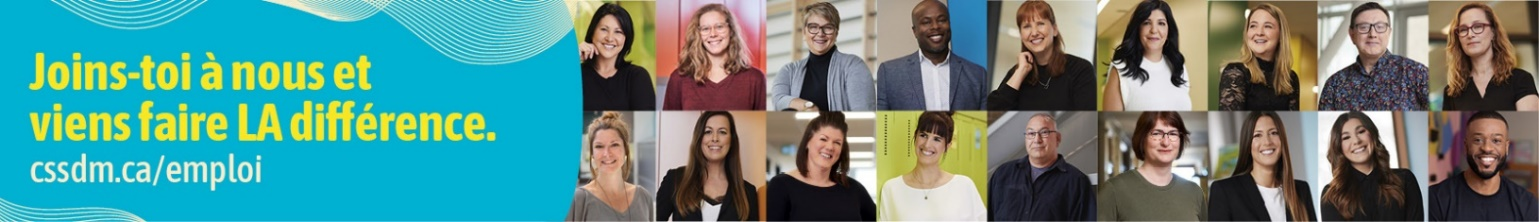 Joins-toi à nous et
viens faire LA différence.
cssdm.ca/emploi